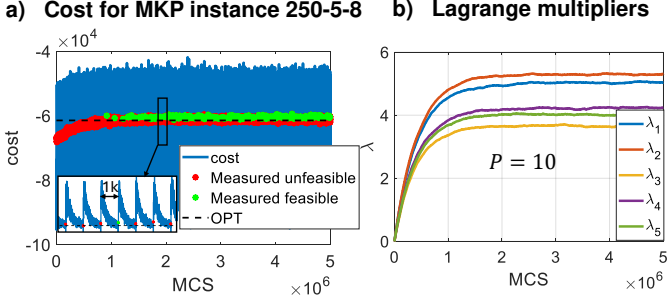 a) Cost for MKP instance 250-5-8
×10⁴
-4
-6
-8
-10
cost
1k
cost
Measured unfeasible
Measured feasible
OPT
0 1 2 3 4 5
MCS
×10⁶
b) Lagrange multipliers
6
4
2
0
λ
P = 10
λ₁
λ₂
λ₃
λ₄
λ₅
0 1 2 3 4 5
MCS
×10⁶